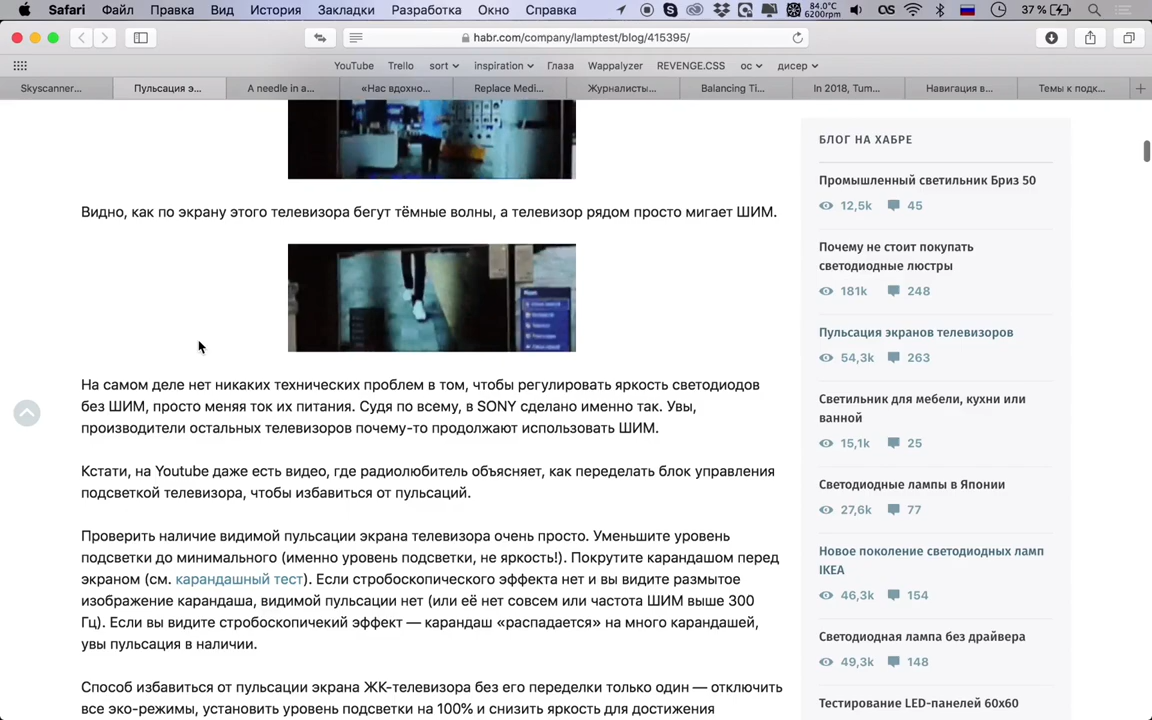 Safari Файл Правка Вид История Закладки Разработка Окно Справка
84.0°C 6200rpm
37 %
habr.com/company/lamptest/blog/415395/
YouTube Trello sort inspiration Глаза Wappalyzer REVENGE.CSS ос дисер
Skyscanner... Пульсация э... A needle in a... «Нас вдохно... Replace Medi... Журналисты... Balancing Ti... In 2018, Tum... Навигация в... Темы к подк...
Видно, как по экрану этого телевизора бегут тёмные волны, а телевизор рядом просто мигает ШИМ.
На самом деле нет никаких технических проблем в том, чтобы регулировать яркость светодиодов
без ШИМ, просто меняя ток их питания. Судя по всему, в SONY сделано именно так. Увы,
производители остальных телевизоров почему-то продолжают использовать ШИМ.
Кстати, на Youtube даже есть видео, где радиолюбитель объясняет, как переделать блок управления
подсветкой телевизора, чтобы избавиться от пульсаций.
Проверить наличие видимой пульсации экрана телевизора очень просто. Уменьшите уровень
подсветки до минимального (именно уровень подсветки, не яркость!). Покрутите карандашом перед
экраном (см. карандашный тест). Если стробоскопического эффекта нет и вы видите размытое
изображение карандаша, видимой пульсации нет (или её нет совсем или частота ШИМ выше 300
Гц). Если вы видите стробоскопичекий эффект — карандаш «распадается» на много карандашей,
увы пульсация в наличии.
Способ избавиться от пульсации экрана ЖК-телевизора без его переделки только один — отключить
все эко-режимы, установить уровень подсветки на 100% и снизить яркость для достижения
БЛОГ НА ХАБРЕ
Промышленный светильник Бриз 50
12,5k 45
Почему не стоит покупать
светодиодные люстры
181k 248
Пульсация экранов телевизоров
54,3k 263
Светильник для мебели, кухни или
ванной
15,1k 25
Светодиодные лампы в Японии
27,6k 77
Новое поколение светодиодных ламп
IKEA
46,3k 154
Светодиодная лампа без драйвера
49,3k 148
Тестирование LED-панелей 60x60